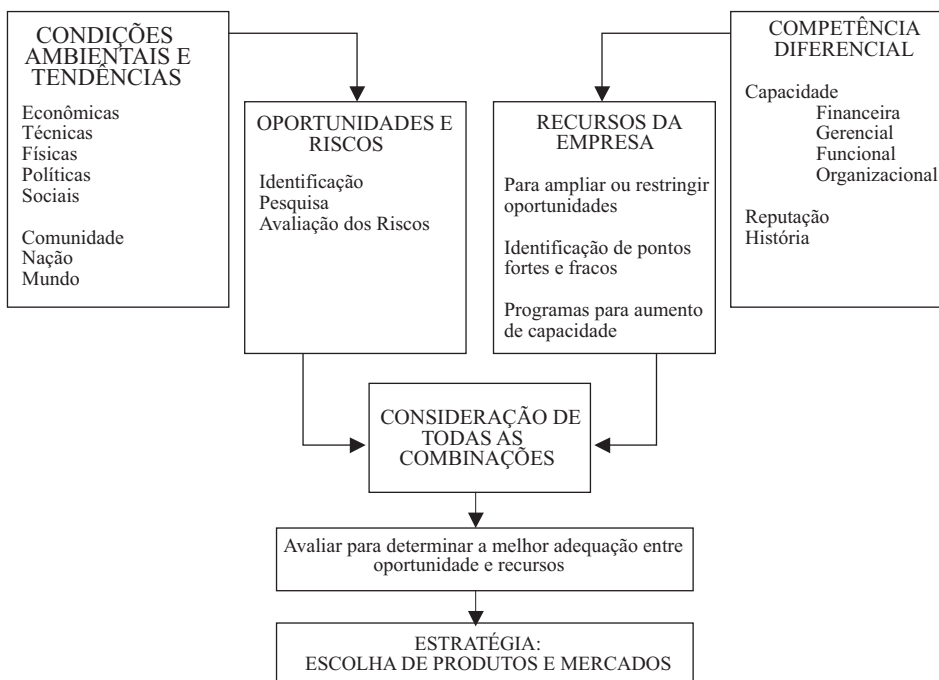 CONDIÇÕES
AMBIENTAIS E
TENDÊNCIAS
Econômicas
Técnicas
Físicas
Políticas
Sociais
Comunidade
Nação
Mundo
OPORTUNIDADES E
RISCOS
Identificação
Pesquisa
Avaliação dos Riscos
RECURSOS DA
EMPRESA
Para ampliar ou restringir
oportunidades
Identificação de pontos
fortes e fracos
Programas para aumento
de capacidade
COMPETÊNCIA
DIFERENCIAL
Capacidade
Financeira
Gerencial
Funcional
Organizacional
Reputação
História
CONSIDERAÇÃO DE
TODAS AS
COMBINAÇÕES
Avaliar para determinar a melhor adequação entre
oportunidade e recursos
ESTRATÉGIA:
ESCOLHA DE PRODUTOS E MERCADOS